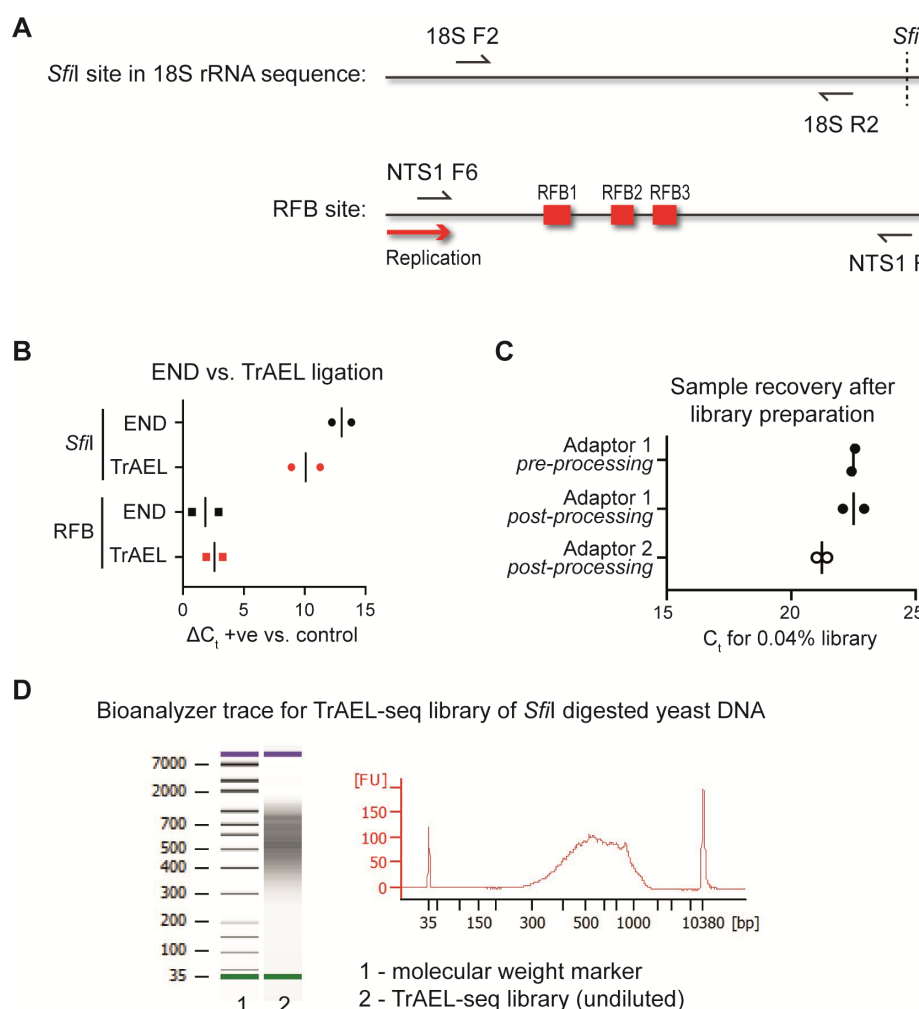 A
18S F2
Sfi
SfiI site in 18S rRNA sequence:
18S R2
NTS1 F6
RFB1 RFB2 RFB3
RFB site:
Replication
NTS1 F
B
END vs. TrAEL ligation
SfiI
END
TrAEL
RFB
END
TrAEL
0 5 10 15
ΔCt +ve vs. control
C
Sample recovery after
library preparation
Adaptor 1
pre-processing
Adaptor 1
post-processing
Adaptor 2
post-processing
15 20 25
Ct for 0.04% library
D
Bioanalyzer trace for TrAEL-seq library of SfiI digested yeast DNA
7000
2000
700
500
400
300
200
100
35
1 2
[FU]
150
100
50
0
35 150 300 500 1000 10380 [bp]
1 - molecular weight marker
2 - TrAEL-seq library (undiluted)